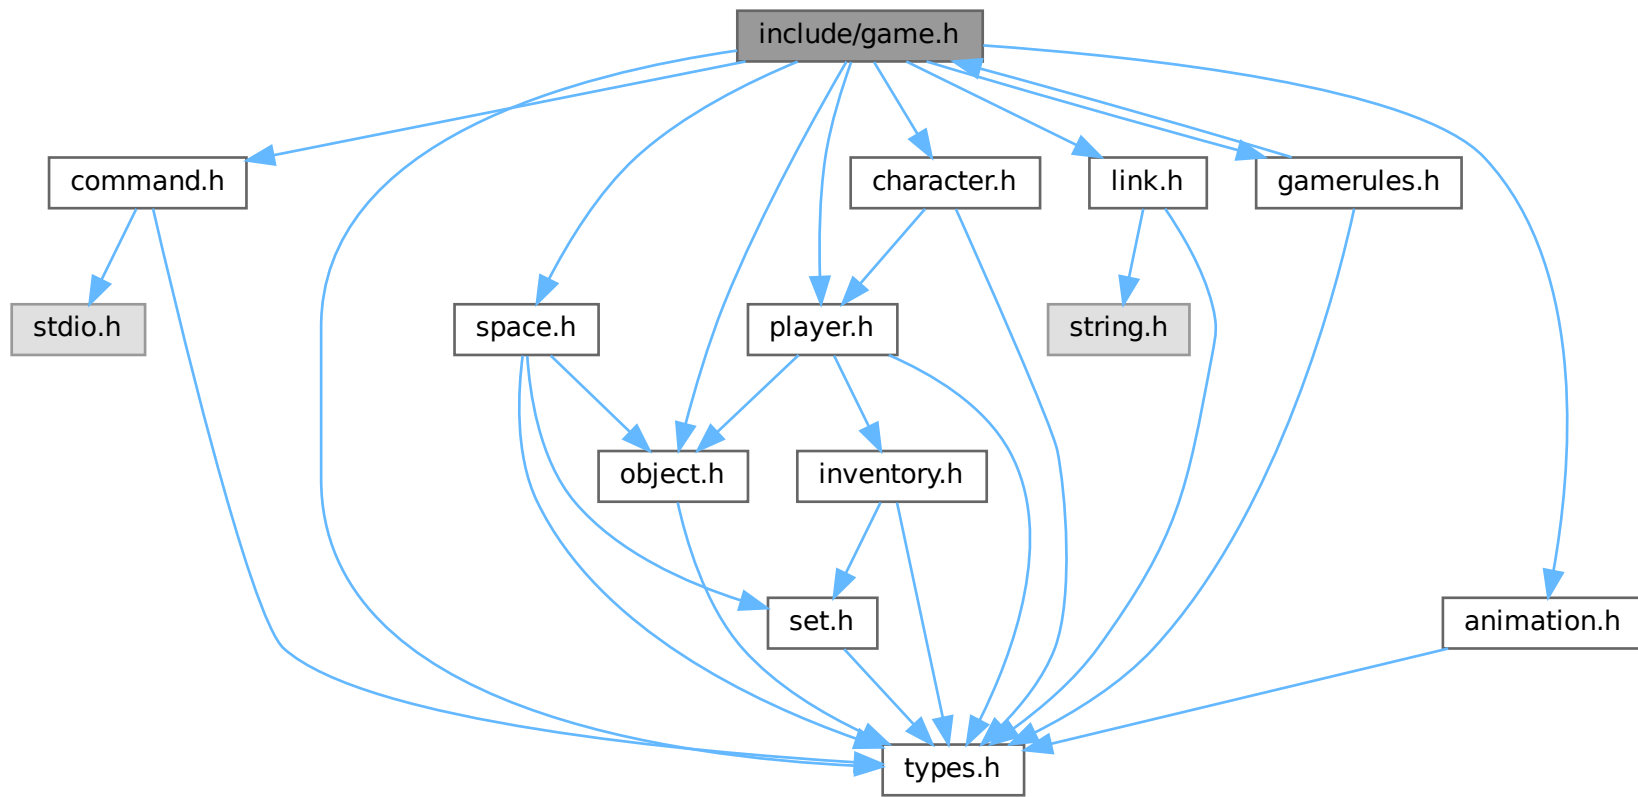 include/game.h
command.h
character.h
link.h
gamerules.h
stdio.h
space.h
player.h
string.h
object.h
inventory.h
set.h
animation.h
types.h